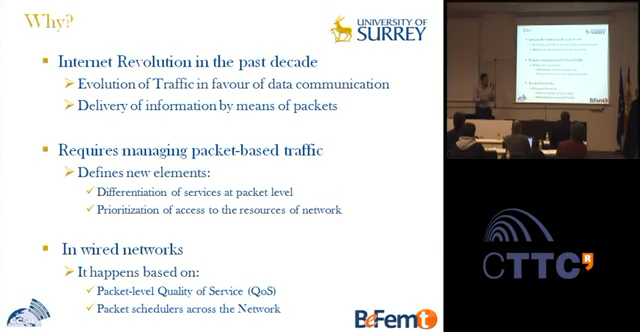 Why?
UNIVERSITY OF
SURREY
Internet Revolution in the past decade
Evolution of Traffic in favour of data communication
Delivery of information by means of packets
Requires managing packet-based traffic
Defines new elements:
Differentiation of services at packet level
Prioritization of access to the resources of network
In wired networks
It happens based on:
Packet-level Quality of Service (QoS)
Packet schedulers across the Network
BeFemt
CTTC